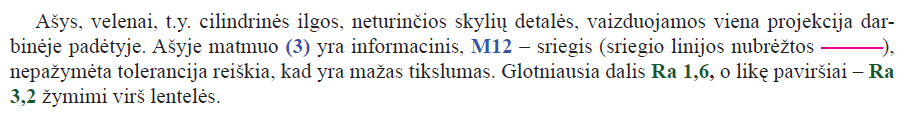 Ašys, velenai, t.y. cilindrinės ilgos, neturinčios skylių detalės, vaizduojamos viena projekcija dar-
binėje padėtyje. Ašyje matmuo (3) yra informacinis, M12 – sriegis (sriegio linijos nubrėžtos ———),
nepažymėta tolerancija reiškia, kad yra mažas tikslumas. Glotniausia dalis Ra 1,6, o likę paviršiai – Ra
3,2 žymimi virš lentelės.